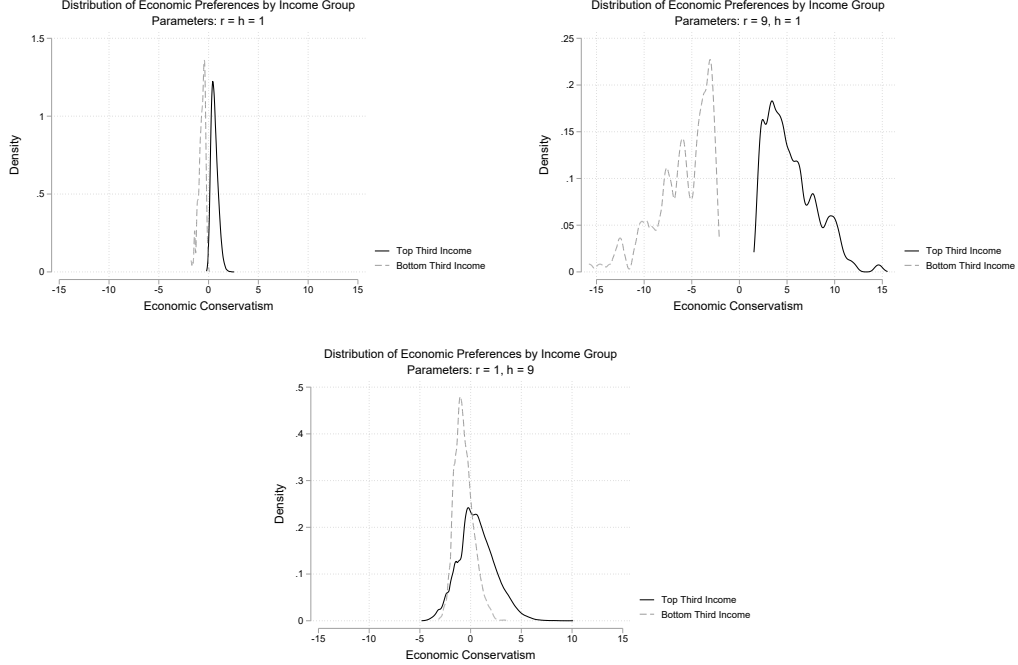 Distribution of Economic Preferences by Income Group
Parameters: r = h = 1
1.5
1
.5
0
Density
-15 -10 -5 0 5 10 15
Economic Conservatism
Top Third Income
Bottom Third Income
Distribution of Economic Preferences by Income Group
Parameters: r = 9, h = 1
.25
.2
.15
.1
.05
0
Density
-15 -10 -5 0 5 10 15
Economic Conservatism
Top Third Income
Bottom Third Income
Distribution of Economic Preferences by Income Group
Parameters: r = 1, h = 9
.5
.4
.3
.2
.1
0
Density
-15 -10 -5 0 5 10 15
Economic Conservatism
Top Third Income
Bottom Third Income